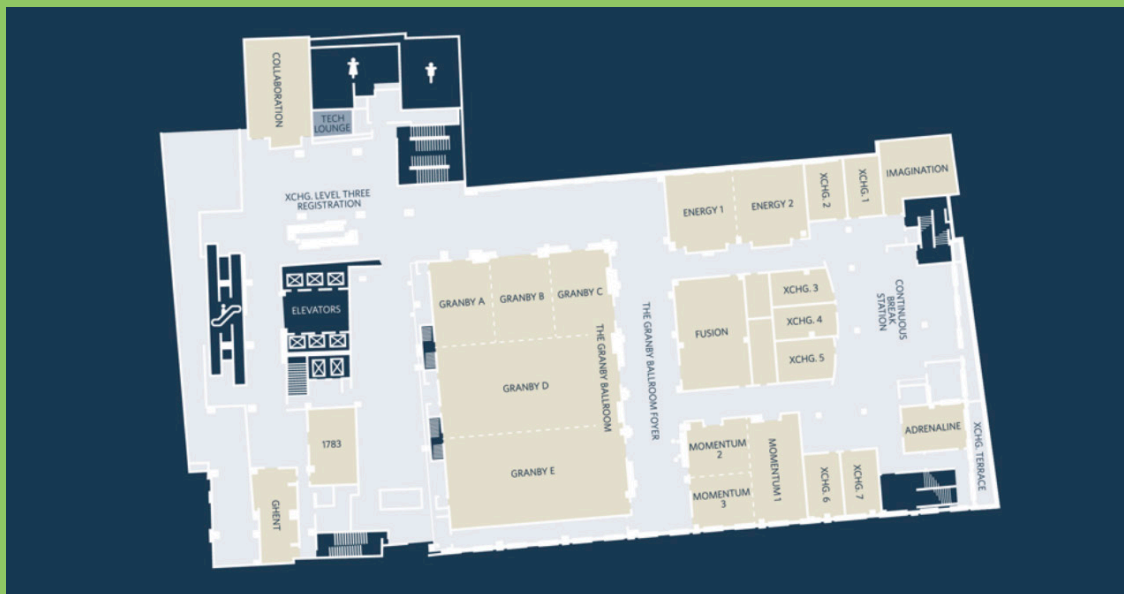 COLLABORATION
TECH
LOUNGE
XCHG. LEVEL THREE
REGISTRATION
ELEVATORS
1783
GHENT
GRANBY A
GRANBY B
GRANBY C
GRANBY D
GRANBY E
THE GRANBY BALLROOM
THE GRANBY BALLROOM FOYER
ENERGY 1
ENERGY 2
XCHG. 2
XCHG. 1
IMAGINATION
FUSION
XCHG. 3
XCHG. 4
XCHG. 5
CONTINUOUS
BREAK
STATION
MOMENTUM
2
MOMENTUM
3
MOMENTUM 1
XCHG. 6
XCHG. 7
ADRENALINE
XCHG. TERRACE